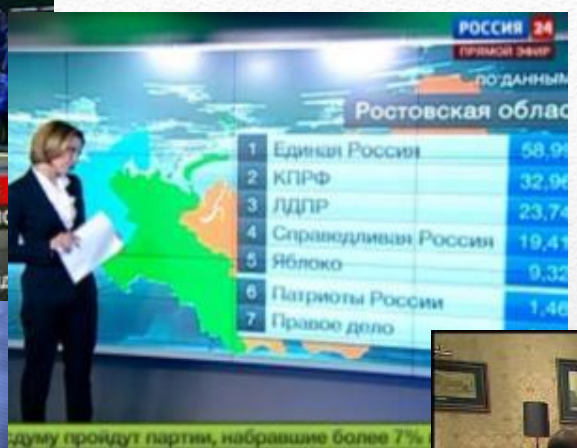 РОССИЯ 24
ПРЯМОЙ ЭФИР
ПО ДАННЫМ
Ростовская облас
1 Единая Россия 58,99
2 КПРФ 32,96
3 ЛДПР 23,74
4 Справедливая Россия 19,41
5 Яблоко 9,32
6 Патриоты России 1,46
7 Правое дело
думу пройдут партии, набравшие более 7%